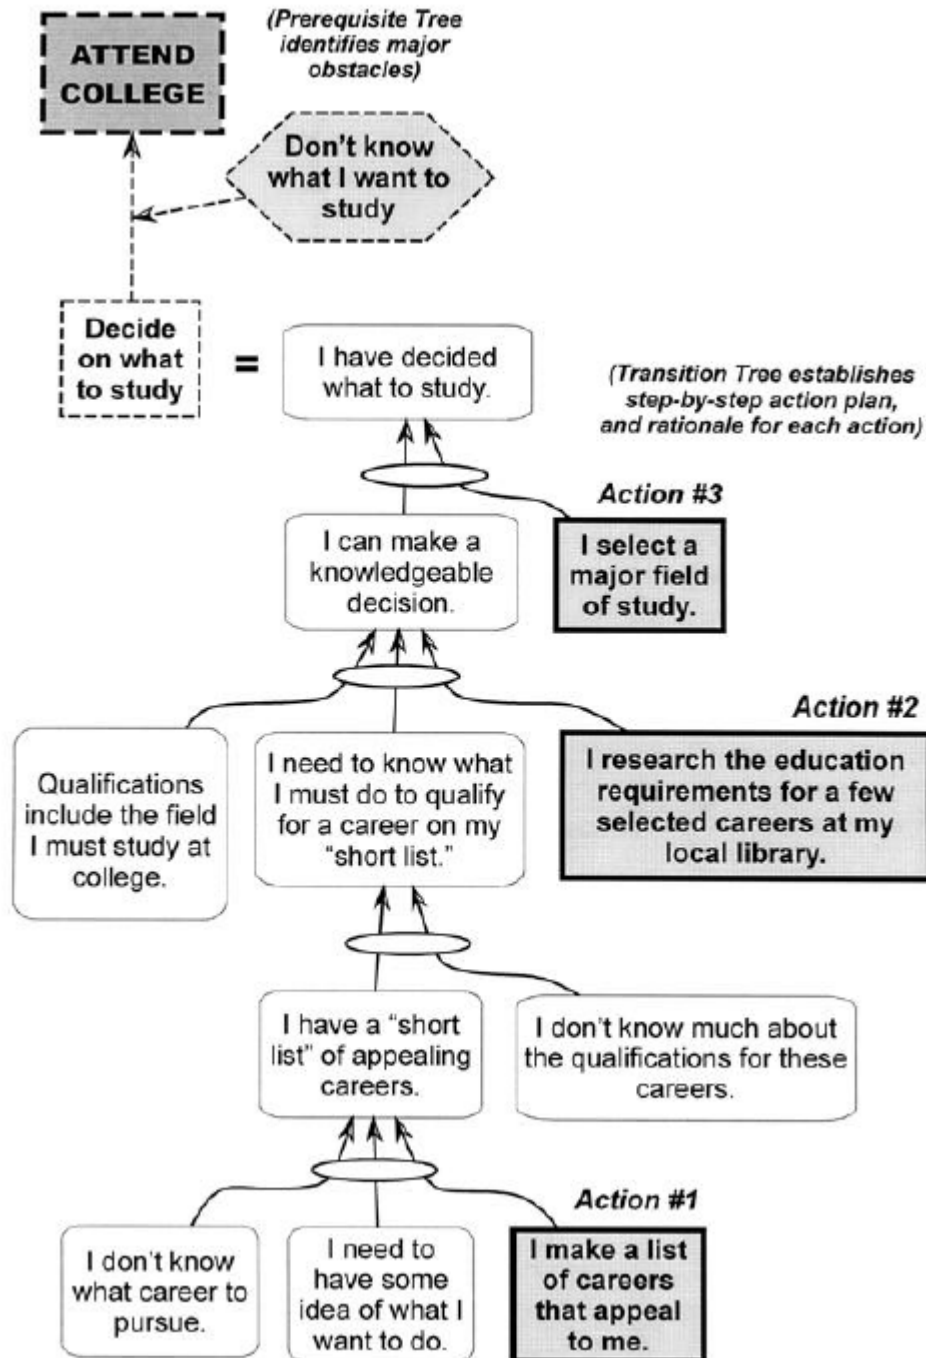 ATTEND
COLLEGE
(Prerequisite Tree
identifies major
obstacles)
Don't know
what I want to
study
Decide
on what
to study
=
I have decided
what to study.
(Transition Tree establishes
step-by-step action plan,
and rationale for each action)
Action #3
I can make a
knowledgeable
decision.
I select a
major field
of study.
Action #2
Qualifications
include the field
I must study at
college.
I need to know what
I must do to qualify
for a career on my
“short list.”
I research the education
requirements for a few
selected careers at my
local library.
I have a “short
list” of appealing
careers.
I don't know much about
the qualifications for these
careers.
Action #1
I don't know
what career to
pursue.
I need to
have some
idea of what I
want to do.
I make a list
of careers
that appeal
to me.